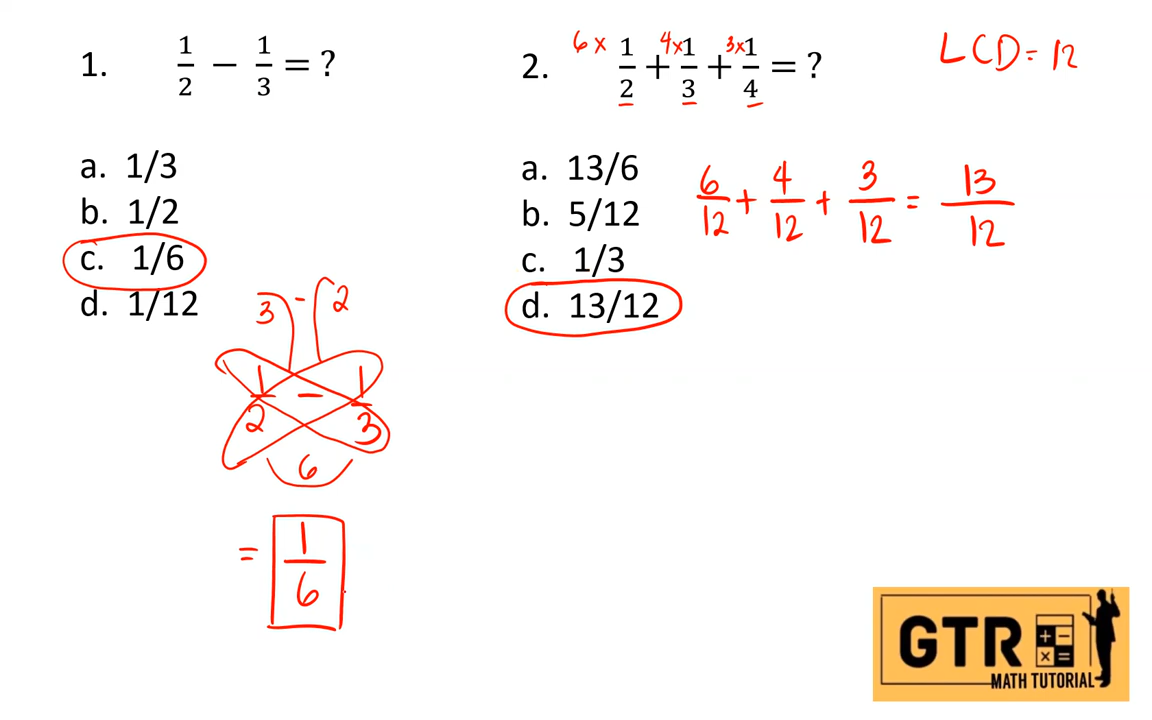 1. 1/2 − 1/3 = ?
a. 1/3
b. 1/2
c. 1/6
d. 1/12
3 - 2
1/2 - 1/3
6
= 1/6
2. 6 x 1/2 + 4 x 1/3 + 3 x 1/4 = ?
LCD = 12
a. 13/6
b. 5/12
c. 1/3
d. 13/12
6/12 + 4/12 + 3/12 = 13/12
GTR
+ −
× =
MATH TUTORIAL